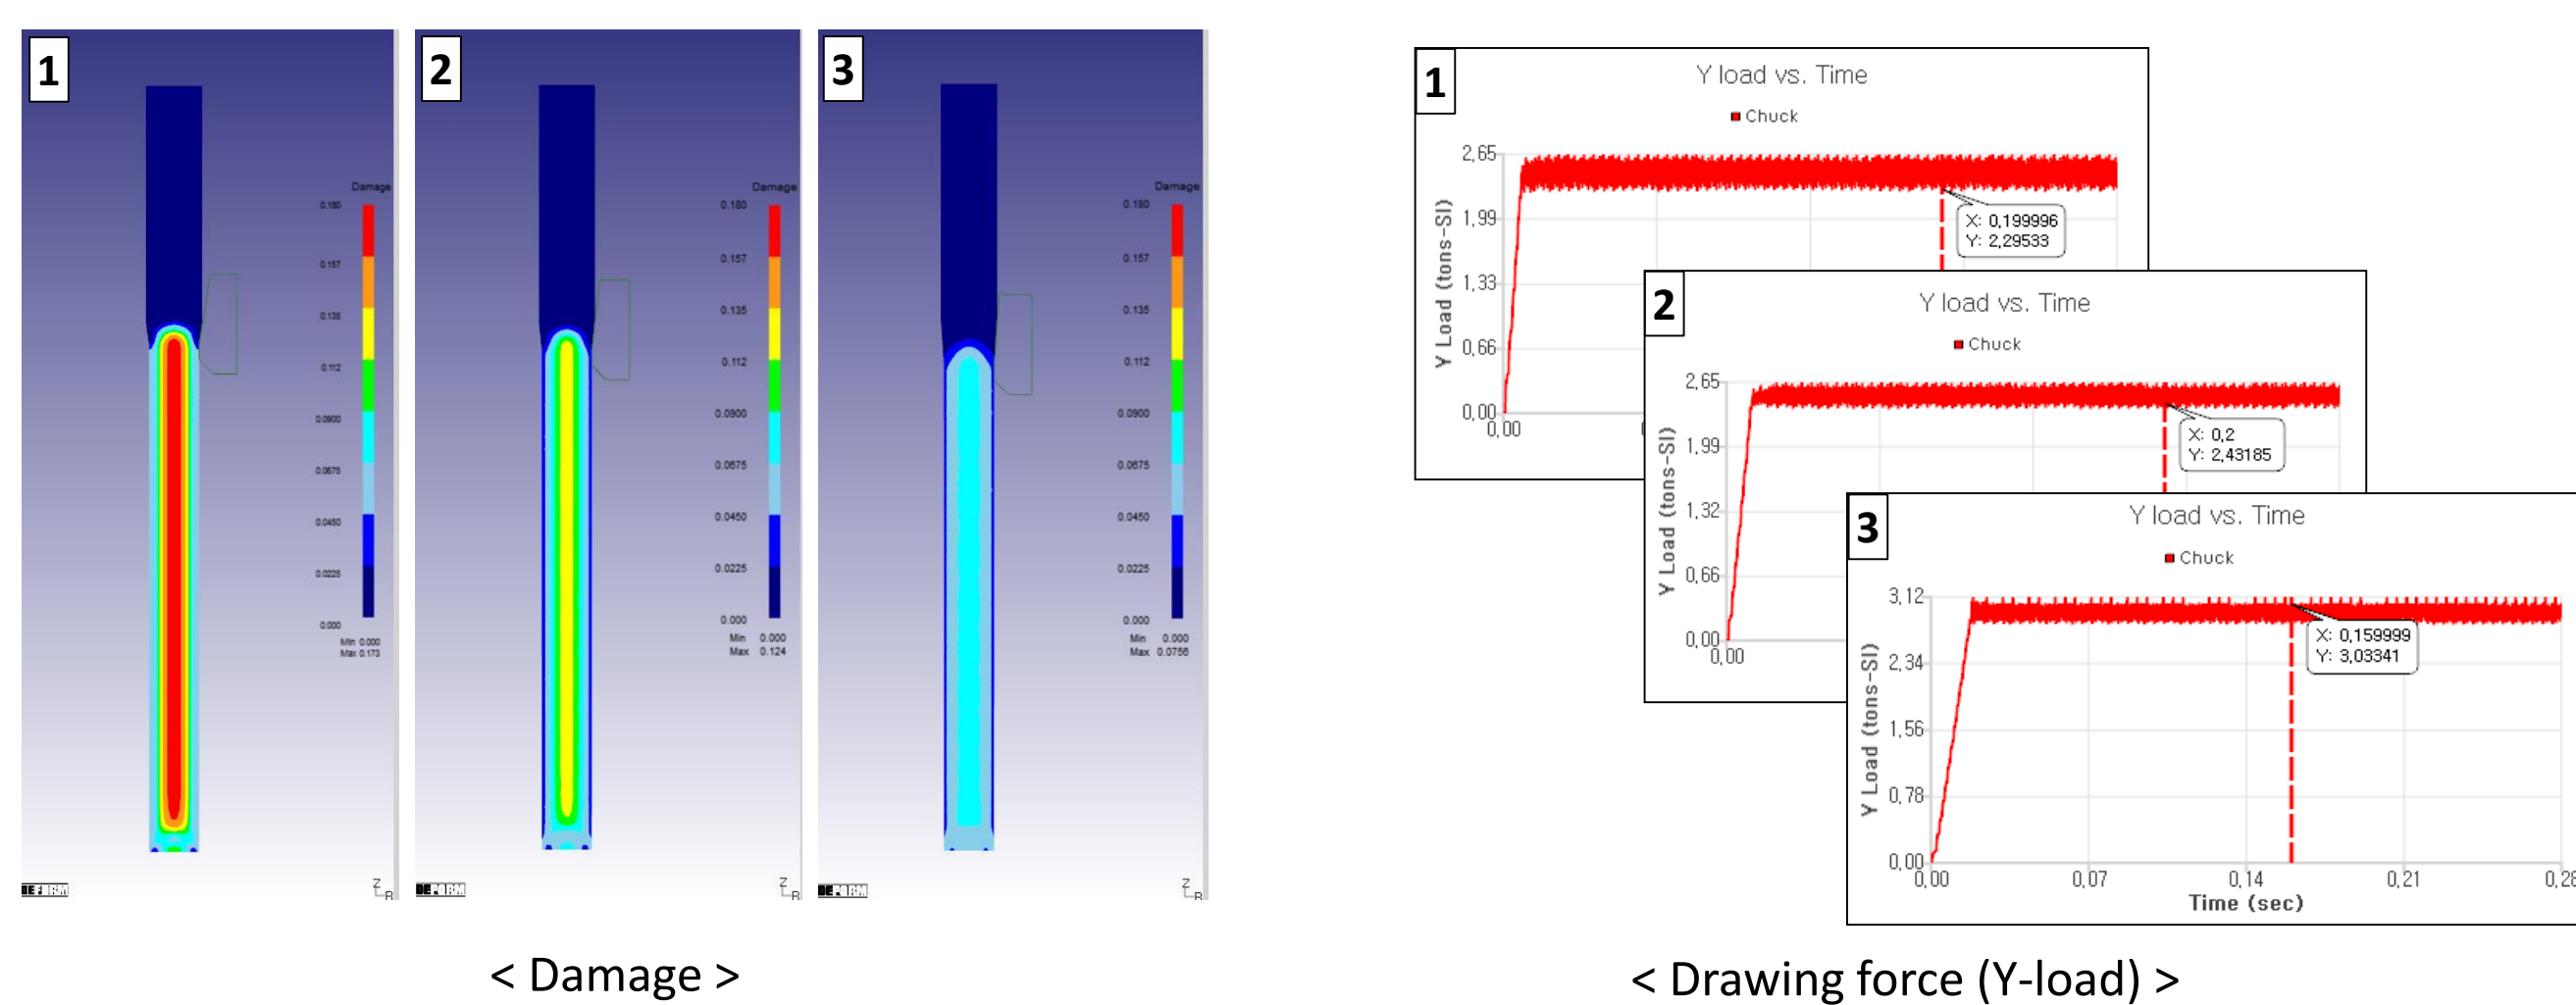 1
Damage
0.180
0.157
0.135
0.112
0.0900
0.0675
0.0450
0.0225
0.000
Min 0.000
Max 0.173
DEFORM
Z
R
2
Damage
0.180
0.157
0.135
0.112
0.0900
0.0675
0.0450
0.0225
0.000
Min 0.000
Max 0.124
DEFORM
Z
R
3
Damage
0.180
0.157
0.135
0.112
0.0900
0.0675
0.0450
0.0225
0.000
Min 0.000
Max 0.0756
DEFORM
Z
R
< Damage >
1
Y load vs. Time
Chuck
Y Load (tons-SI)
2,65
1,99
1,33
0,66
0,00
0,00
X: 0,199996
Y: 2,29533
2
Y load vs. Time
Chuck
Y Load (tons-SI)
2,65
1,99
1,32
0,66
0,00
0,00
X: 0,2
Y: 2,43185
3
Y load vs. Time
Chuck
Y Load (tons-SI)
3,12
2,34
1,56
0,78
0,00
0,00 0,07 0,14 0,21 0,28
Time (sec)
X: 0,159999
Y: 3,03341
< Drawing force (Y-load) >